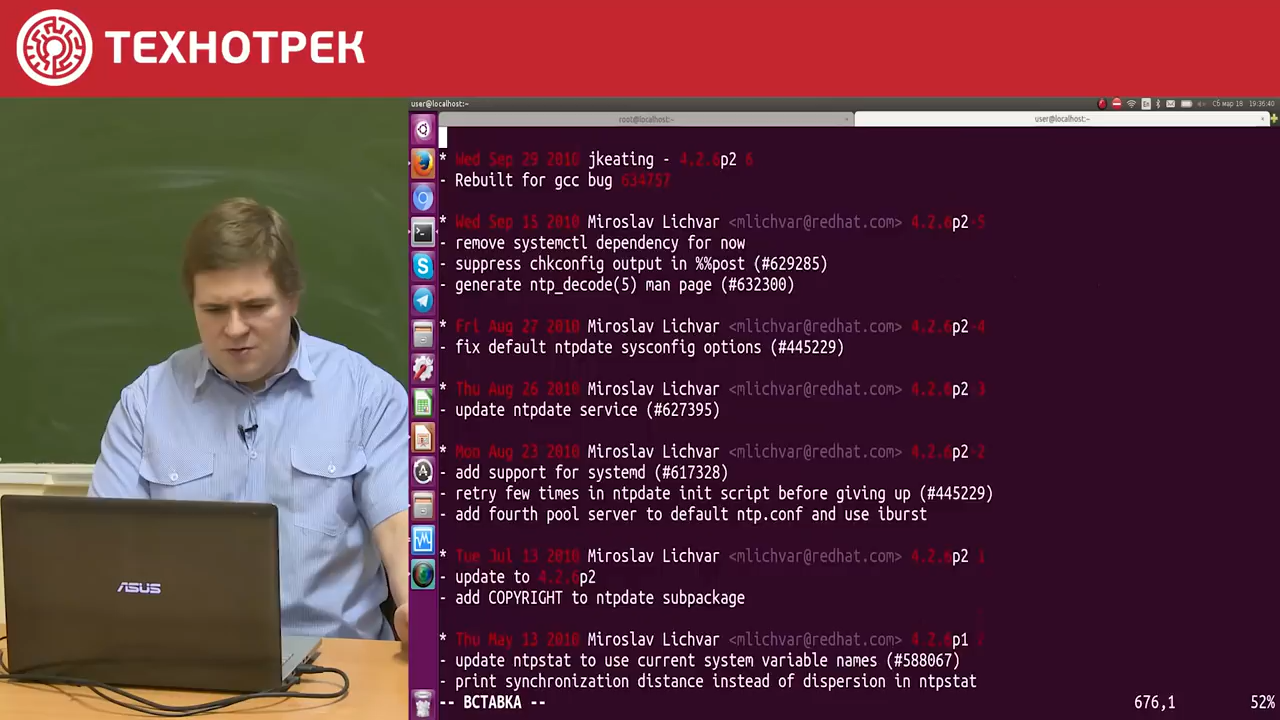 ТЕХНОТРЕК
user@localhost:~
Сб мар 18 19:36:40
root@localhost:~
user@localhost:~
* Wed Sep 29 2010 jkeating - 4.2.6p2 6
- Rebuilt for gcc bug 634757
* Wed Sep 15 2010 Miroslav Lichvar <mlichvar@redhat.com> 4.2.6p2-5
- remove systemctl dependency for now
- suppress chkconfig output in %%post (#629285)
- generate ntp_decode(5) man page (#632300)
* Fri Aug 27 2010 Miroslav Lichvar <mlichvar@redhat.com> 4.2.6p2-4
- fix default ntpdate sysconfig options (#445229)
* Thu Aug 26 2010 Miroslav Lichvar <mlichvar@redhat.com> 4.2.6p2 3
- update ntpdate service (#627395)
* Mon Aug 23 2010 Miroslav Lichvar <mlichvar@redhat.com> 4.2.6p2-2
- add support for systemd (#617328)
- retry few times in ntpdate init script before giving up (#445229)
- add fourth pool server to default ntp.conf and use iburst
* Tue Jul 13 2010 Miroslav Lichvar <mlichvar@redhat.com> 4.2.6p2 1
- update to 4.2.6p2
- add COPYRIGHT to ntpdate subpackage
* Thu May 13 2010 Miroslav Lichvar <mlichvar@redhat.com> 4.2.6p1
- update ntpstat to use current system variable names (#588067)
- print synchronization distance instead of dispersion in ntpstat
-- ВСТАВКА -- 676,1 52%
ASUS